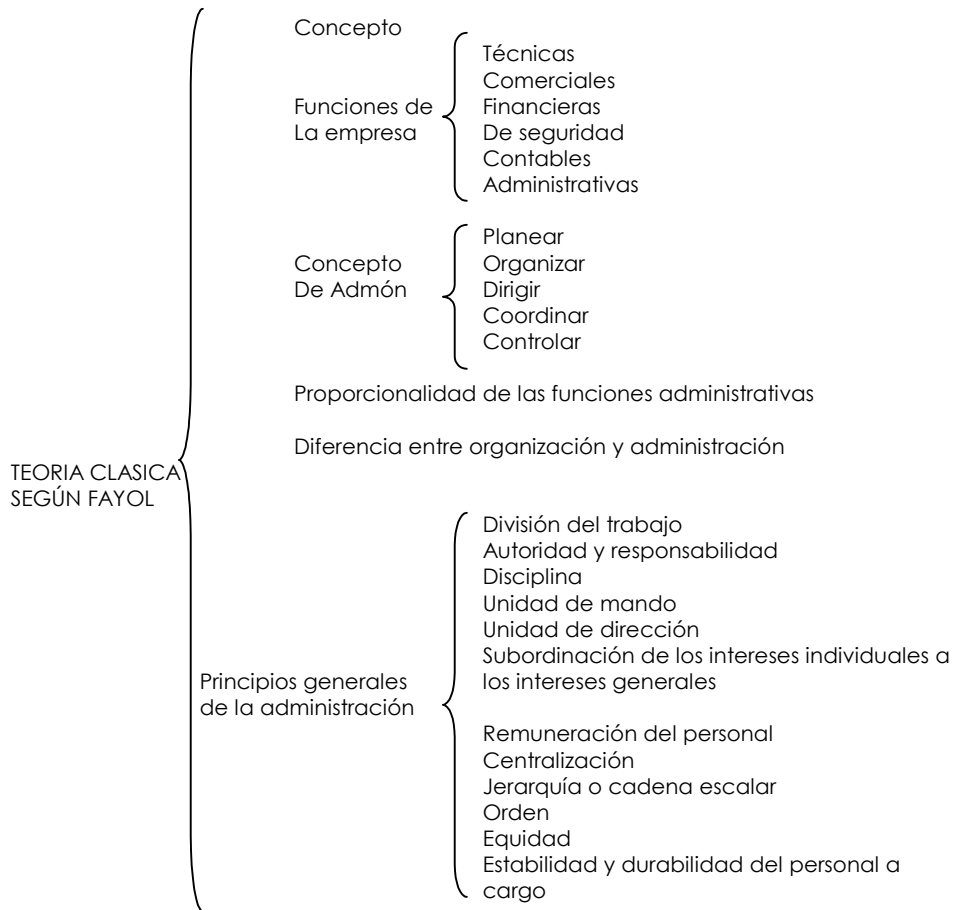 Concepto
Funciones de
La empresa
Técnicas
Comerciales
Financieras
De seguridad
Contables
Administrativas
Concepto
De Admón
Planear
Organizar
Dirigir
Coordinar
Controlar
Proporcionalidad de las funciones administrativas
Diferencia entre organización y administración
TEORIA CLASICA
SEGÚN FAYOL
Principios generales
de la administración
División del trabajo
Autoridad y responsabilidad
Disciplina
Unidad de mando
Unidad de dirección
Subordinación de los intereses individuales a
los intereses generales
Remuneración del personal
Centralización
Jerarquía o cadena escalar
Orden
Equidad
Estabilidad y durabilidad del personal a
cargo